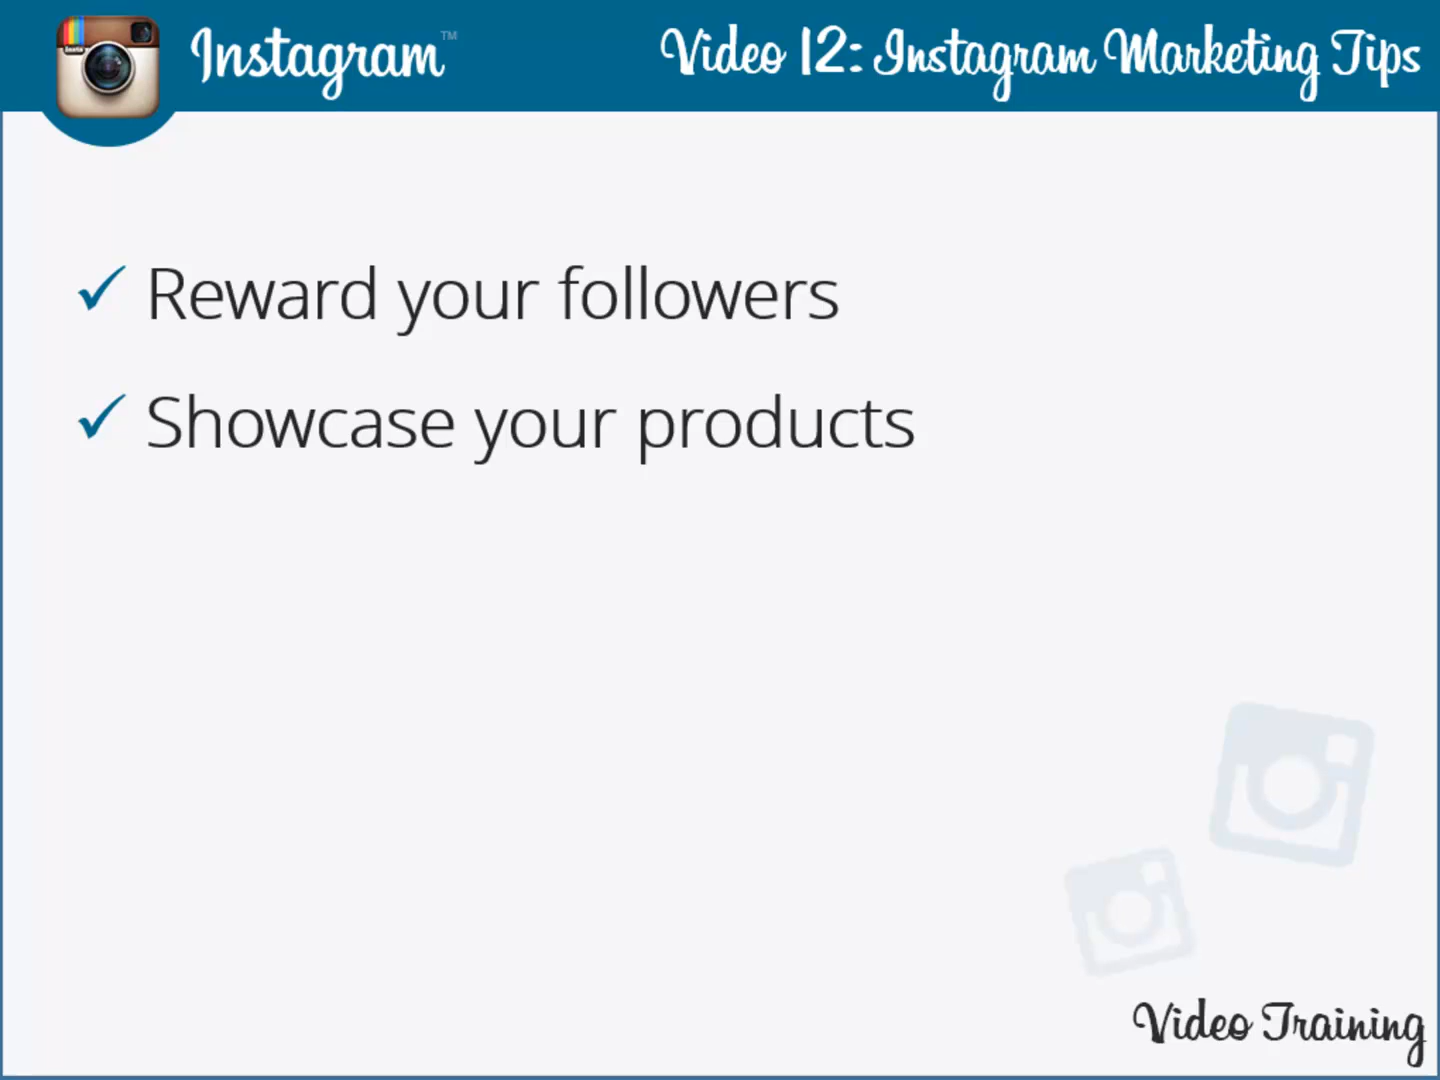 Instagram™
Video 12: Instagram Marketing Tips
✓ Reward your followers
✓ Showcase your products
Video Training